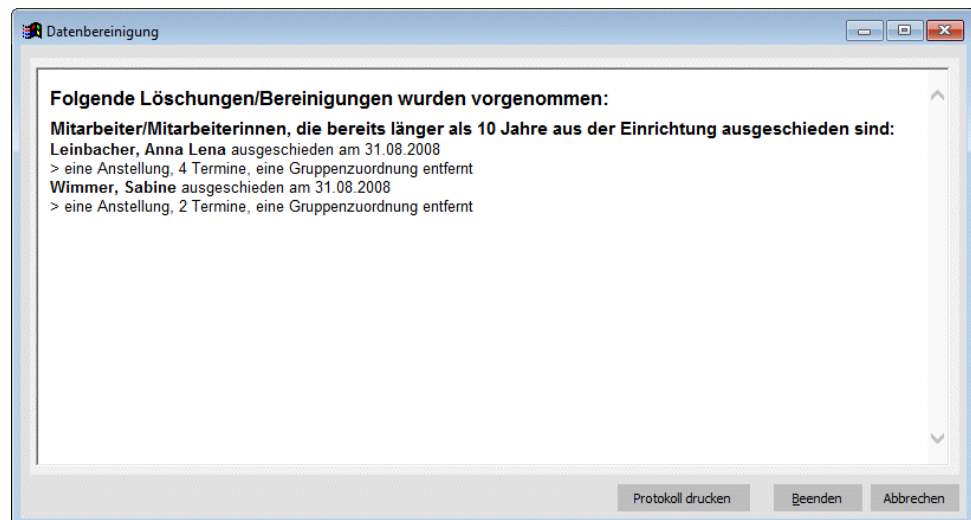 Datenbereinigung
Folgende Löschungen/Bereinigungen wurden vorgenommen:
Mitarbeiter/Mitarbeiterinnen, die bereits länger als 10 Jahre aus der Einrichtung ausgeschieden sind:
Leinbacher, Anna Lena ausgeschieden am 31.08.2008
> eine Anstellung, 4 Termine, eine Gruppenzuordnung entfernt
Wimmer, Sabine ausgeschieden am 31.08.2008
> eine Anstellung, 2 Termine, eine Gruppenzuordnung entfernt
Protokoll drucken Beenden Abbrechen